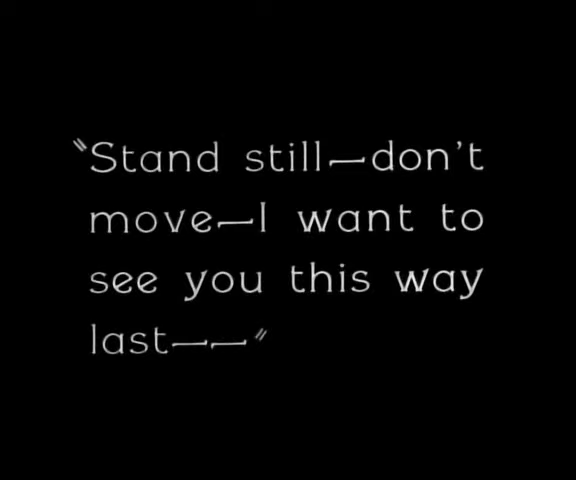 "Stand still—don't
move—I want to
see you this way
last——"